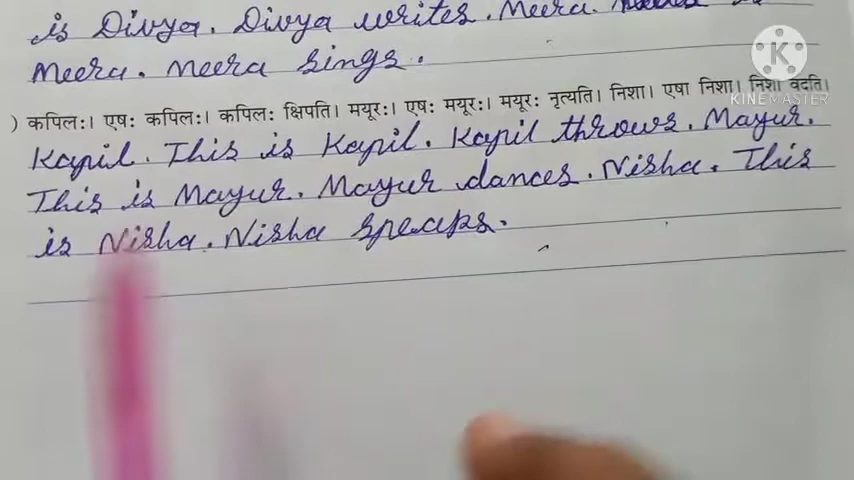 is Divya. Divya writes. Meera.
Meera. Meera sings.
) कपिलः। एषः कपिलः। कपिलः क्षिपति। मयूरः। एषः मयूरः। मयूरः नृत्यति। निशा। एषा निशा। निशा वदति।
Kapil. This is Kapil. Kapil throws. Mayur.
This is Mayur. Mayur dances. Nisha. This
is Nisha. Nisha speaks.
K
KINEMASTER